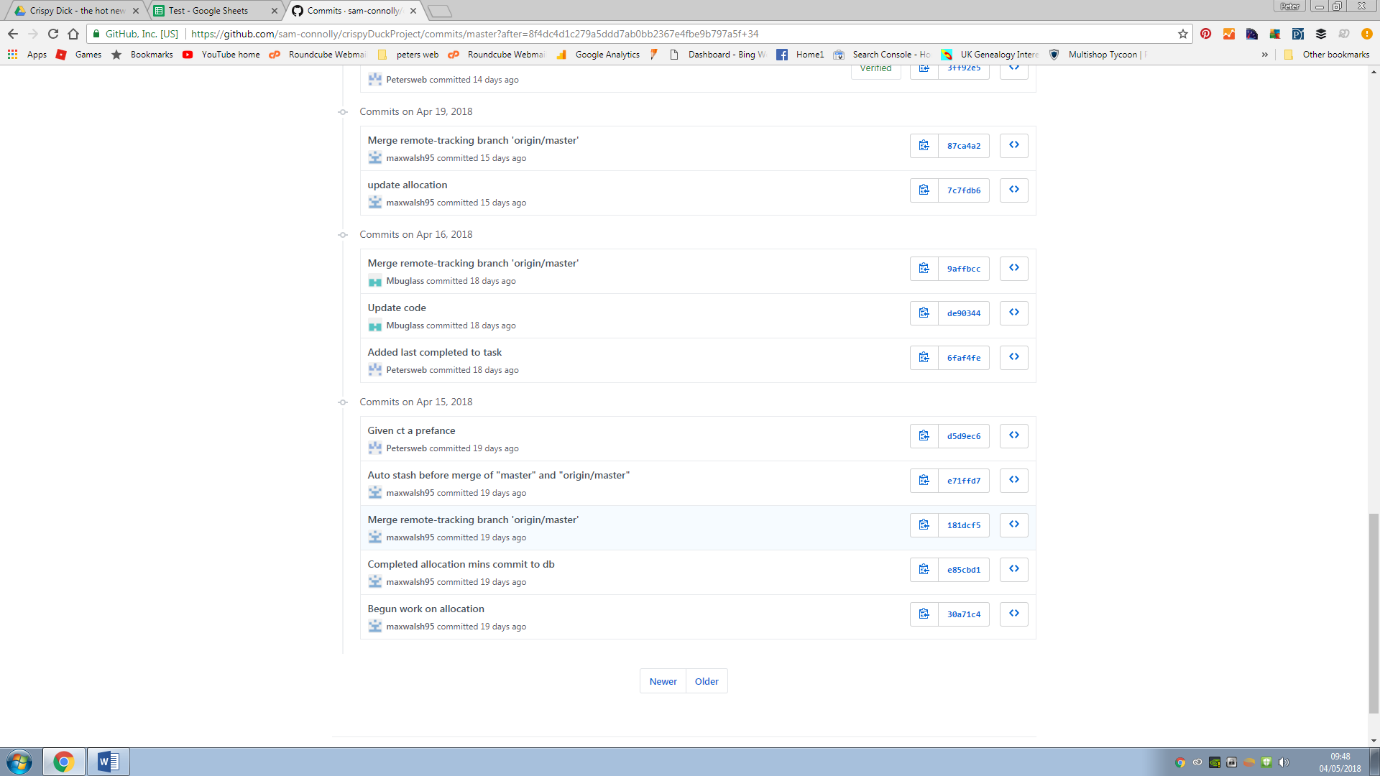 Crispy Dick - the hot new
Test - Google Sheets
Commits · sam-connolly/
Peter
GitHub, Inc. [US]
https://github.com/sam-connolly/crispyDuckProject/commits/master?after=8f4dc4d1c279a5ddd7ab0bb2367e4fbe9b797a5f+34
Apps
Games
Bookmarks
YouTube home
Roundcube Webmai
peters web
Roundcube Webmai
Google Analytics
Dashboard - Bing W
Home1
Search Console - Ho
UK Genealogy Inter
Multishop Tycoon |
»
Other bookmarks
Petersweb committed 14 days ago
Verified
3ff92e5
Commits on Apr 19, 2018
Merge remote-tracking branch 'origin/master'
maxwalsh95 committed 15 days ago
87ca4a2
update allocation
maxwalsh95 committed 15 days ago
7c7fdb6
Commits on Apr 16, 2018
Merge remote-tracking branch 'origin/master'
Mbuglass committed 18 days ago
9affbcc
Update code
Mbuglass committed 18 days ago
de90344
Added last completed to task
Petersweb committed 18 days ago
6faf4fe
Commits on Apr 15, 2018
Given ct a prefance
Petersweb committed 19 days ago
d5d9ec6
Auto stash before merge of "master" and "origin/master"
maxwalsh95 committed 19 days ago
e71ffd7
Merge remote-tracking branch 'origin/master'
maxwalsh95 committed 19 days ago
181dcf5
Completed allocation mins commit to db
maxwalsh95 committed 19 days ago
e85cbd1
Begun work on allocation
maxwalsh95 committed 19 days ago
30a71c4
Newer
Older
09:48
04/05/2018